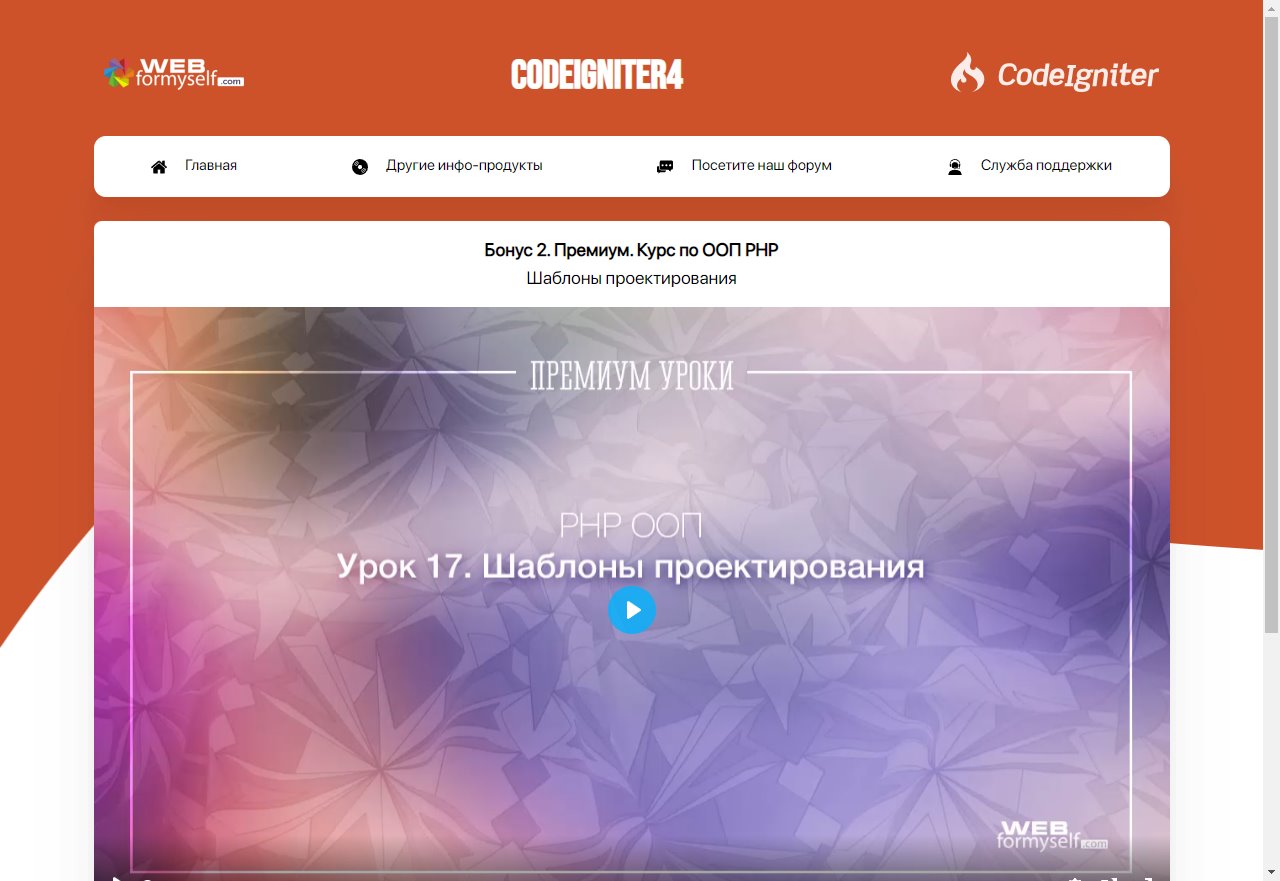 WEB
formyself.com
CODEIGNITER4
CodeIgniter
Главная
Другие инфо-продукты
Посетите наш форум
Служба поддержки
Бонус 2. Премиум. Курс по ООП PHP
Шаблоны проектирования
ПРЕМИУМ УРОКИ
PHP ООП
Урок 17. Шаблоны проектирования
WEB
formyself.com